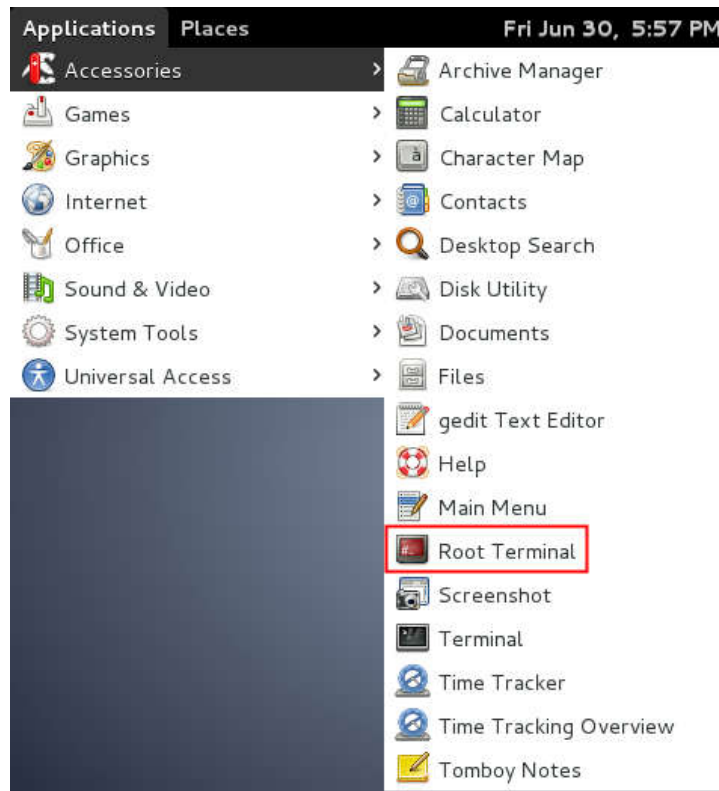 Applications Places Fri Jun 30, 5:57 PM
Accessories
Games
Graphics
Internet
Office
Sound & Video
System Tools
Universal Access
Archive Manager
Calculator
Character Map
Contacts
Desktop Search
Disk Utility
Documents
Files
gedit Text Editor
Help
Main Menu
Root Terminal
Screenshot
Terminal
Time Tracker
Time Tracking Overview
Tomboy Notes